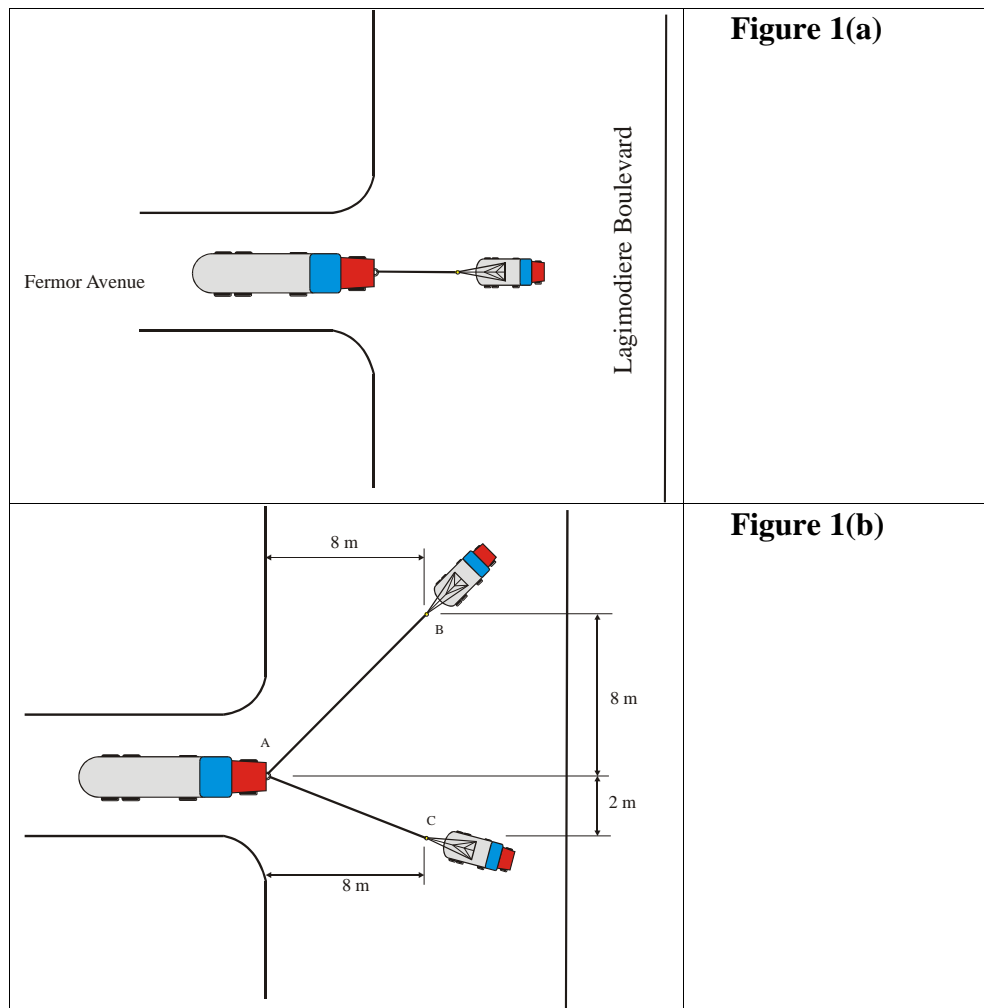 Figure 1(a)
Lagimodiere Boulevard
Fermor Avenue
Figure 1(b)
8 m
B
8 m
A
2 m
C
8 m